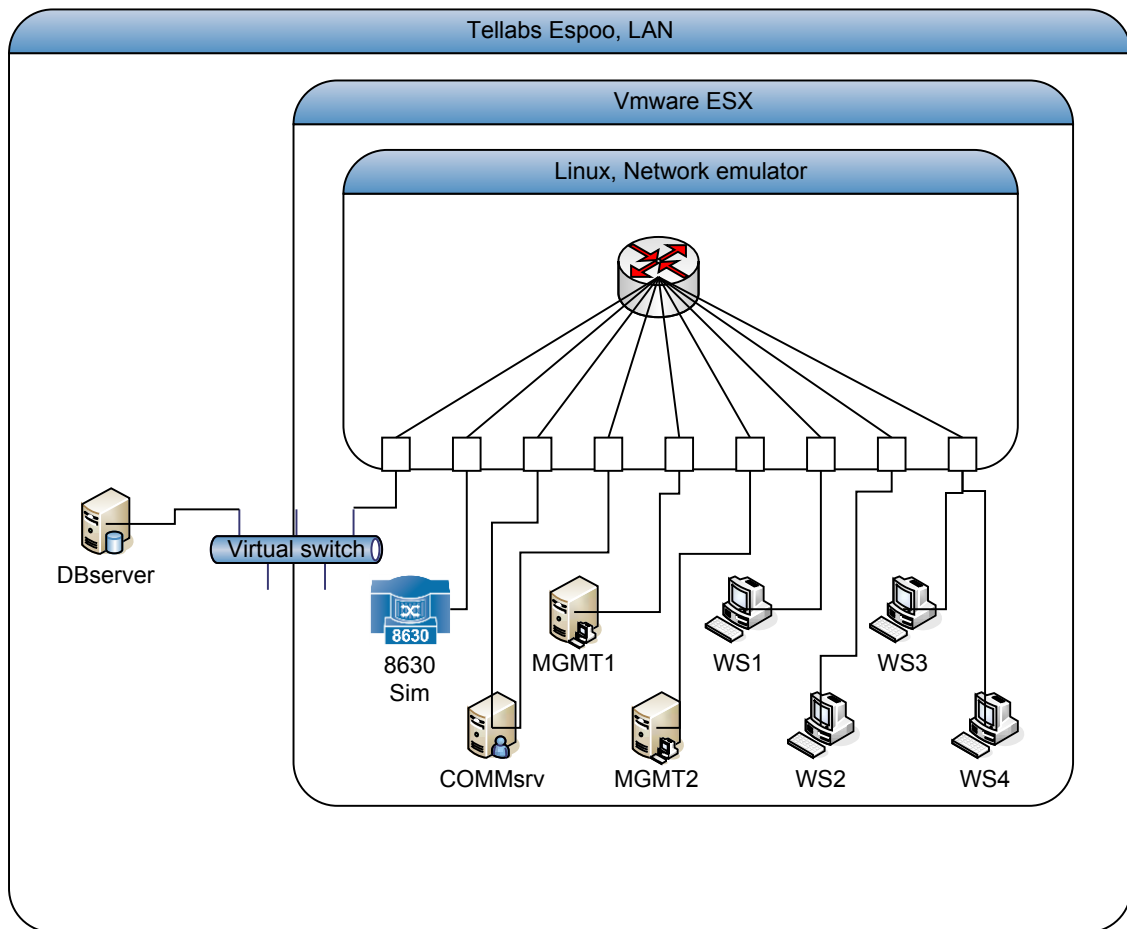 Tellabs Espoo, LAN
Vmware ESX
Linux, Network emulator
DBserver
Virtual switch
8630
8630
Sim
MGMT1
WS1
WS3
COMMsrv
MGMT2
WS2
WS4